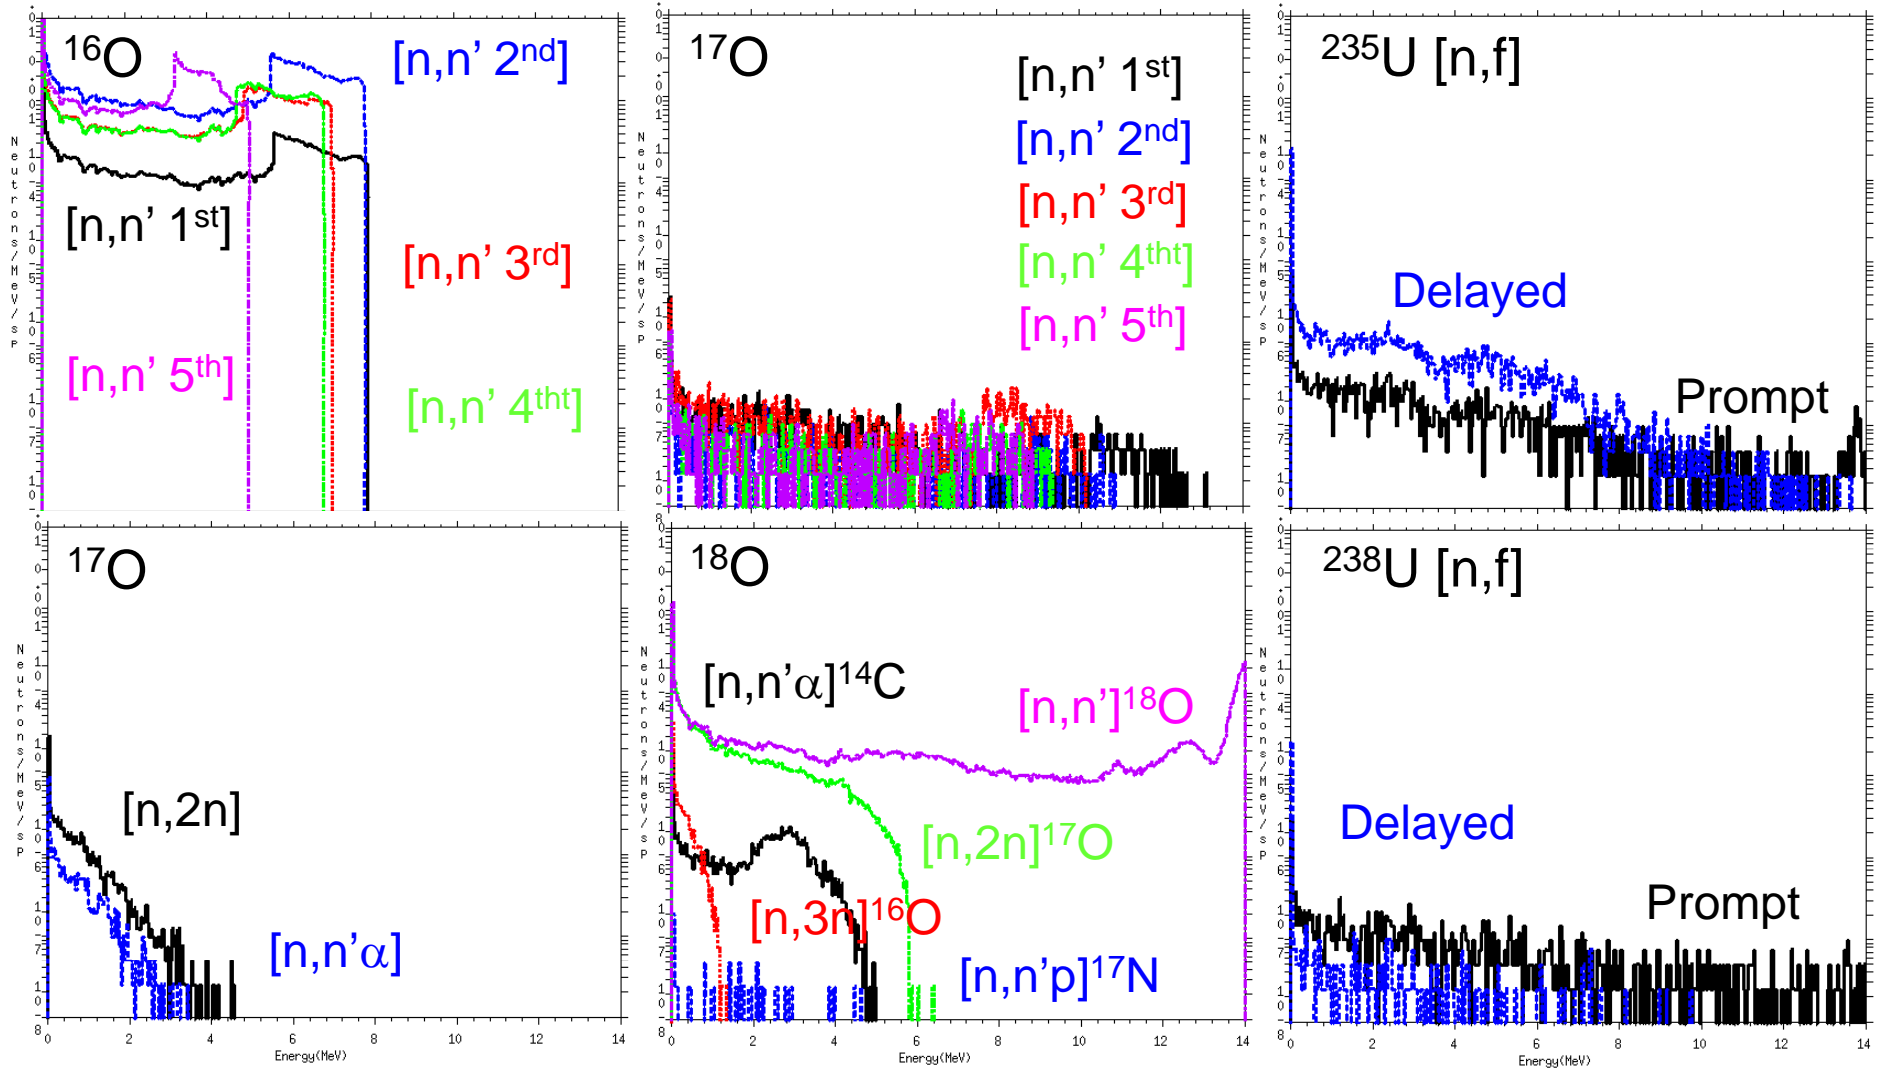 ¹⁶O
[n,n’ 2ⁿᵈ]
[n,n’ 1ˢᵗ]
[n,n’ 3ʳᵈ]
[n,n’ 5ᵗʰ]
[n,n’ 4ᵗʰᵗ]
Neutrons/MeV/sp
¹⁷O
[n,n’ 1ˢᵗ]
[n,n’ 2ⁿᵈ]
[n,n’ 3ʳᵈ]
[n,n’ 4ᵗʰᵗ]
[n,n’ 5ᵗʰ]
Neutrons/MeV/sp
²³⁵U [n,f]
Delayed
Prompt
Neutrons/MeV/sp
¹⁷O
[n,2n]
[n,n’α]
Neutrons/MeV/sp
0 2 4 6 8 10 12 14
Energy(MeV)
¹⁸O
[n,n’α]¹⁴C
[n,n’]¹⁸O
[n,2n]¹⁷O
[n,3n]¹⁶O
[n,n’p]¹⁷N
Neutrons/MeV/sp
0 2 4 6 8 10 12 14
Energy(MeV)
²³⁸U [n,f]
Delayed
Prompt
Neutrons/MeV/sp
0 2 4 6 8 10 12 14
Energy(MeV)